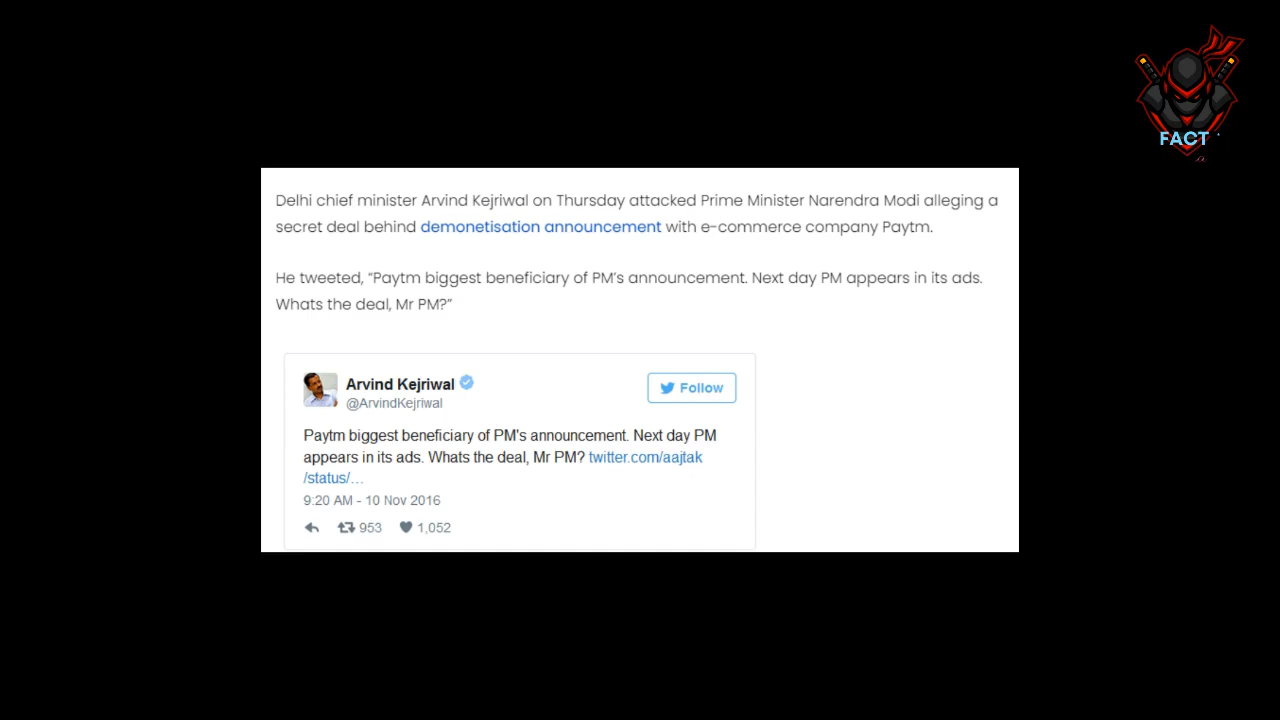 FACT
Delhi chief minister Arvind Kejriwal on Thursday attacked Prime Minister Narendra Modi alleging a
secret deal behind demonetisation announcement with e-commerce company Paytm.
He tweeted, “Paytm biggest beneficiary of PM’s announcement. Next day PM appears in its ads.
Whats the deal, Mr PM?”
Arvind Kejriwal
@ArvindKejriwal
Follow
Paytm biggest beneficiary of PM's announcement. Next day PM
appears in its ads. Whats the deal, Mr PM? twitter.com/aajtak
/status/…
9:20 AM - 10 Nov 2016
953 1,052